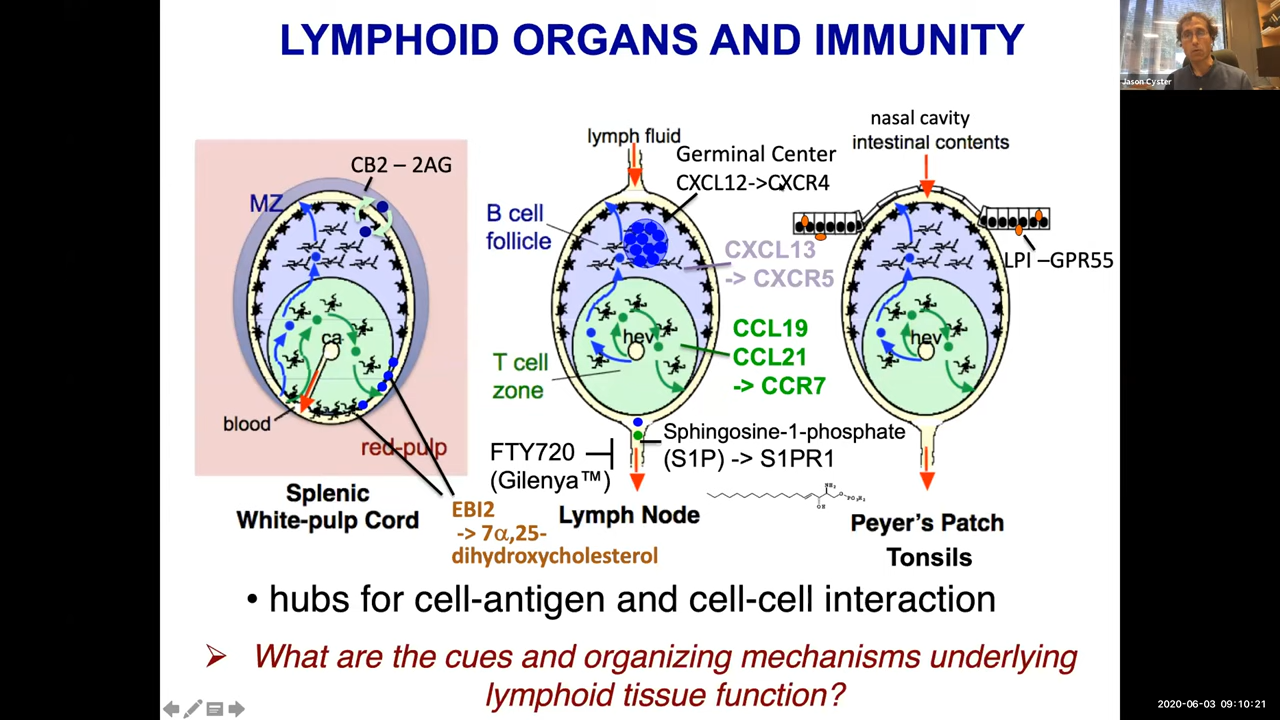 LYMPHOID ORGANS AND IMMUNITY
Jason Cyster
CB2 – 2AG
MZ
ca
blood
red-pulp
Splenic
White-pulp Cord
EBI2
-> 7α,25-
dihydroxycholesterol
lymph fluid
Germinal Center
CXCL12->CXCR4
B cell
follicle
CXCL13
-> CXCR5
hev
CCL19
CCL21
-> CCR7
T cell
zone
FTY720
(Gilenya™)
Sphingosine-1-phosphate
(S1P) -> S1PR1
NH₂
OPO₃H₂
OH
Lymph Node
nasal cavity
intestinal contents
LPI –GPR55
hev
Peyer's Patch
Tonsils
• hubs for cell-antigen and cell-cell interaction
➢ What are the cues and organizing mechanisms underlying
lymphoid tissue function?
2020-06-03 09:10:21